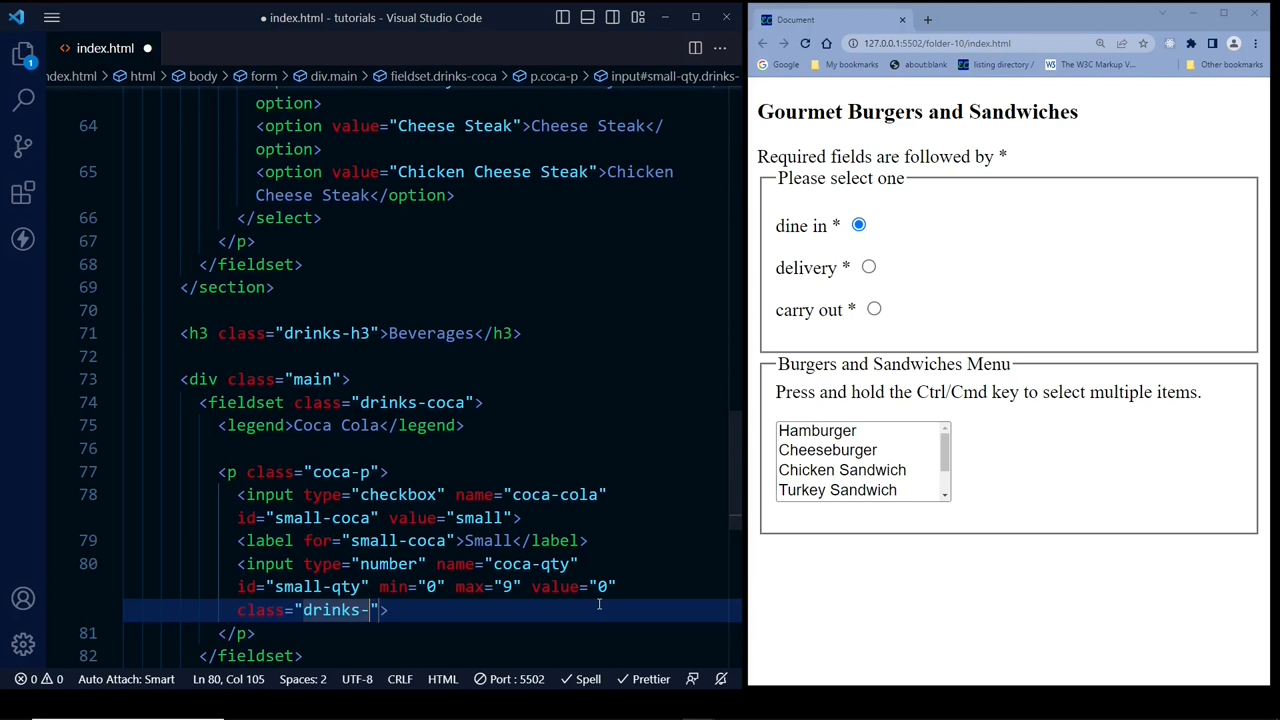 ● index.html - tutorials - Visual Studio Code
<> index.html ●
ndex.html > html > body > form > div.main > fieldset.drinks-coca > p.coca-p > input#small-qty.drinks-
option>
64 <option value="Cheese Steak">Cheese Steak</
option>
65 <option value="Chicken Cheese Steak">Chicken
Cheese Steak</option>
66 </select>
67 </p>
68 </fieldset>
69 </section>
70
71 <h3 class="drinks-h3">Beverages</h3>
72
73 <div class="main">
74 <fieldset class="drinks-coca">
75 <legend>Coca Cola</legend>
76
77 <p class="coca-p">
78 <input type="checkbox" name="coca-cola"
id="small-coca" value="small">
79 <label for="small-coca">Small</label>
80 <input type="number" name="coca-qty"
id="small-qty" min="0" max="9" value="0"
class="drinks-">
81 </p>
82 </fieldset>
1
0 0 Auto Attach: Smart Ln 80, Col 105 Spaces: 2 UTF-8 CRLF HTML Port : 5502 Spell Prettier
Document
127.0.0.1:5502/folder-10/index.html
Google My bookmarks about:blank listing directory / The W3C Markup V... Other bookmarks
Gourmet Burgers and Sandwiches
Required fields are followed by *
Please select one
dine in *
delivery *
carry out *
Burgers and Sandwiches Menu
Press and hold the Ctrl/Cmd key to select multiple items.
Hamburger
Cheeseburger
Chicken Sandwich
Turkey Sandwich